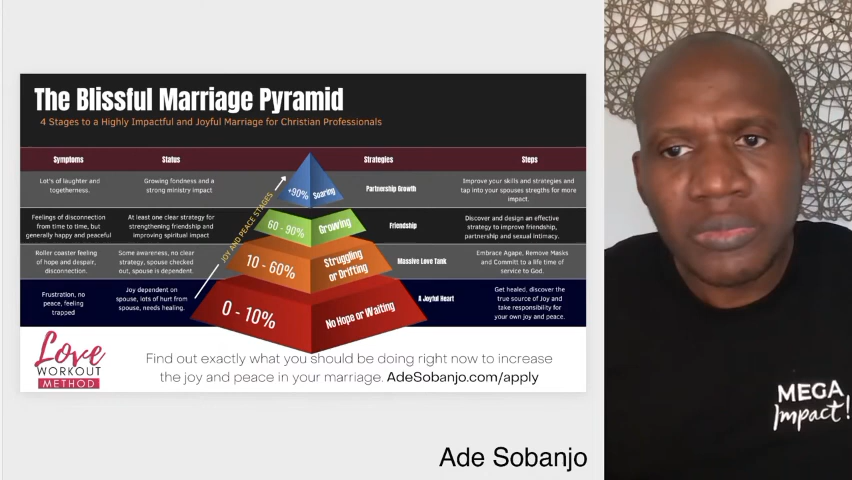 The Blissful Marriage Pyramid
4 Stages to a Highly Impactful and Joyful Marriage for Christian Professionals
Symptoms
Status
Strategies
Steps
Lot's of laughter and
togetherness.
Growing fondness and a
strong ministry impact
+90%
Soaring
Partnership Growth
Improve your skills and strategies and
tap into your spouses stregths for more
impact.
Feelings of disconnection
from time to time, but
generally happy and peaceful
At least one clear strategy for
strengthening friendship and
improving spiritual impact
60 - 90%
Growing
Friendship
Discover and design an effective
strategy to improve friendship,
partnership and sexual intimacy.
JOY AND PEACE STAGES
Roller coaster feeling
of hope and despair,
disconnection.
Some awareness, no clear
strategy, spouse checked
out, spouse is dependent.
10 - 60%
Struggling
or Drifting
Massive Love Tank
Embrace Agape, Remove Masks
and Committ to a life time of
service to God.
Frustration, no
peace, feeling
trapped
Joy dependent on
spouse, lots of hurt from
spouse, needs healing.
0 - 10%
No Hope or Waiting
A Joyful Heart
Get healed, discover the
true source of Joy and
take responsibility for
your own joy and peace.
Love
WORKOUT
METHOD
Find out exactly what you should be doing right now to increase
the joy and peace in your marriage. AdeSobanjo.com/apply
MEGA
Impact!
Ade Sobanjo